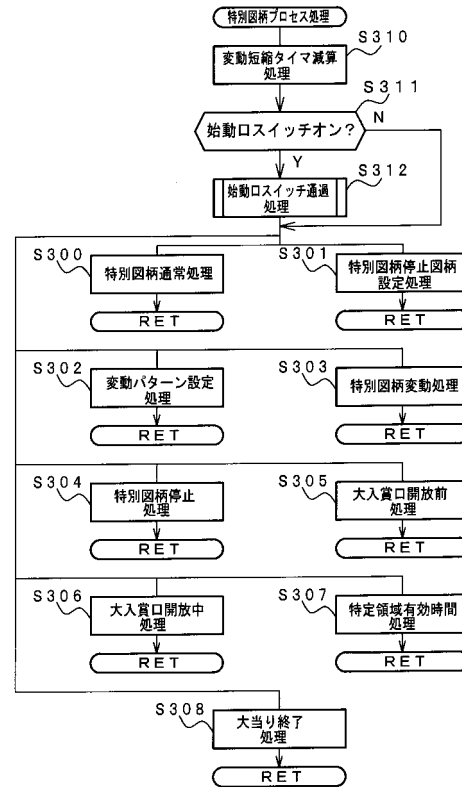 特別図柄プロセス処理
S310
変動短縮タイマ減算
処理
S311
始動口スイッチオン？
N
Y
S312
始動口スイッチ通過
処理
S300
特別図柄通常処理
RET
S301
特別図柄停止図柄
設定処理
RET
S302
変動パターン設定
処理
RET
S303
特別図柄変動処理
RET
S304
特別図柄停止
処理
RET
S305
大入賞口開放前
処理
RET
S306
大入賞口開放中
処理
RET
S307
特定領域有効時間
処理
RET
S308
大当り終了
処理
RET